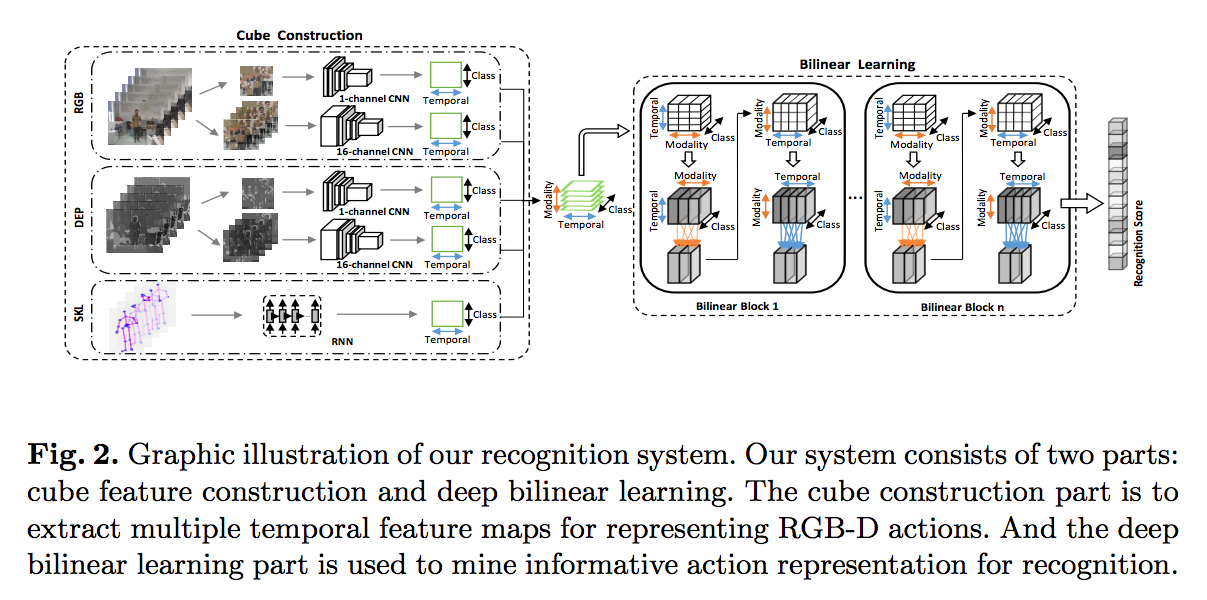 Cube Construction
RGB
1-channel CNN
Class
Temporal
16-channel CNN
Class
Temporal
DEP
1-channel CNN
Class
Temporal
16-channel CNN
Class
Temporal
SKL
RNN
Class
Temporal
Modality
Class
Temporal
Bilinear Learning
Temporal
Class
Modality
Modality
Temporal
Class
Modality
Class
Temporal
Temporal
Modality
Class
Bilinear Block 1
...
Temporal
Class
Modality
Modality
Temporal
Class
Modality
Class
Temporal
Temporal
Modality
Class
Bilinear Block n
Recognition Score
Fig. 2. Graphic illustration of our recognition system. Our system consists of two parts:
cube feature construction and deep bilinear learning. The cube construction part is to
extract multiple temporal feature maps for representing RGB-D actions. And the deep
bilinear learning part is used to mine informative action representation for recognition.